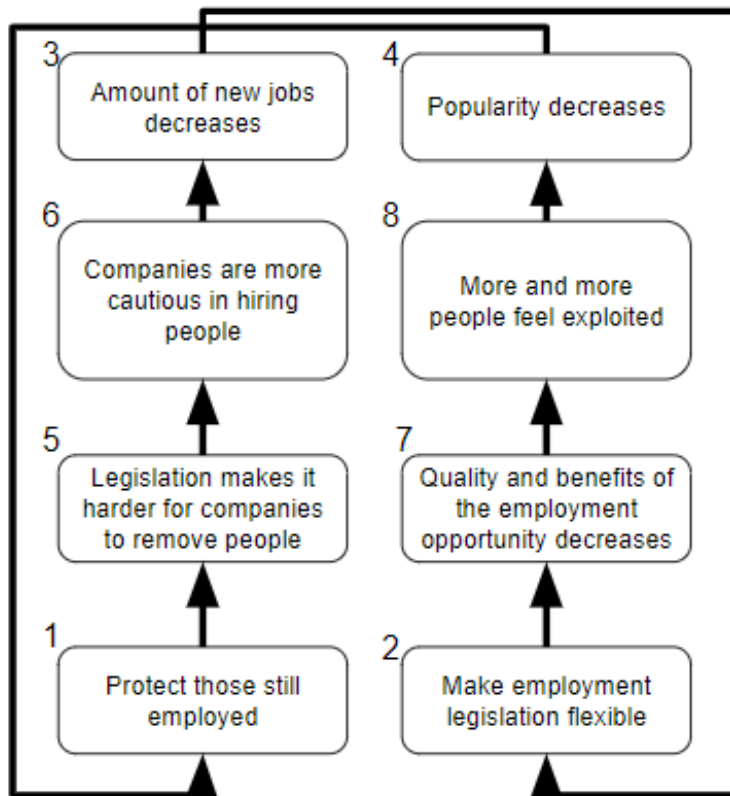 3
Amount of new jobs
decreases
4
Popularity decreases
6
Companies are more
cautious in hiring
people
8
More and more
people feel exploited
5
Legislation makes it
harder for companies
to remove people
7
Quality and benefits of
the employment
opportunity decreases
1
Protect those still
employed
2
Make employment
legislation flexible